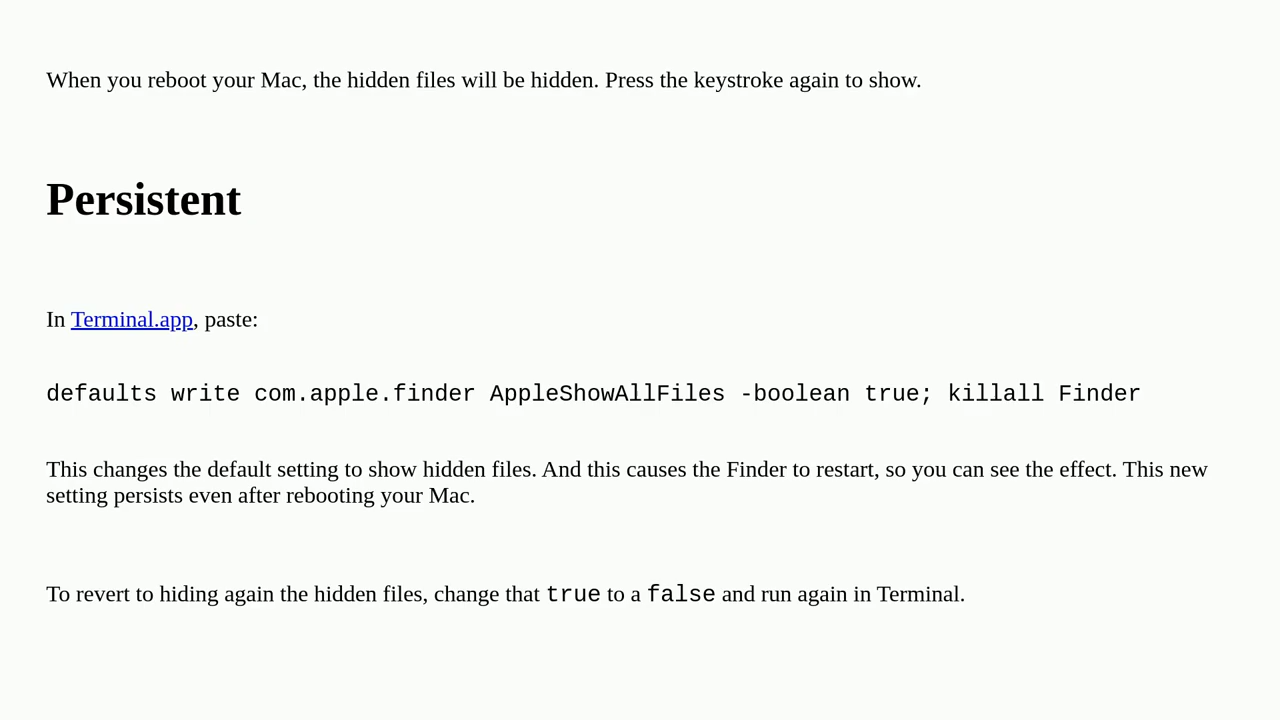 When you reboot your Mac, the hidden files will be hidden. Press the keystroke again to show.
Persistent
In Terminal.app, paste:
defaults write com.apple.finder AppleShowAllFiles -boolean true; killall Finder
This changes the default setting to show hidden files. And this causes the Finder to restart, so you can see the effect. This new
setting persists even after rebooting your Mac.
To revert to hiding again the hidden files, change that true to a false and run again in Terminal.